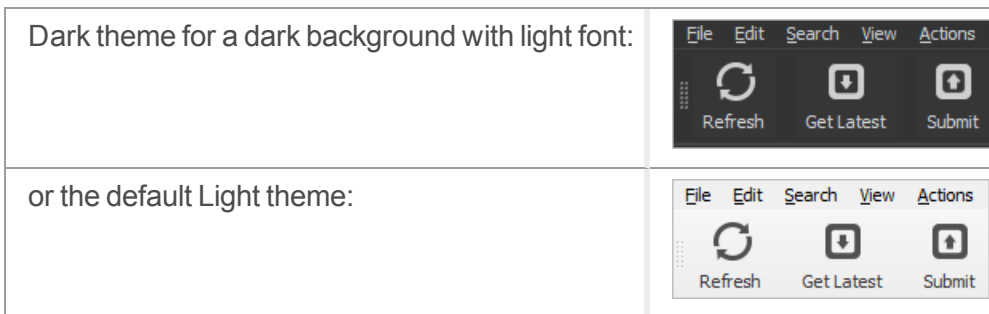 Dark theme for a dark background with light font:
File Edit Search View Actions
Refresh Get Latest Submit
or the default Light theme:
File Edit Search View Actions
Refresh Get Latest Submit